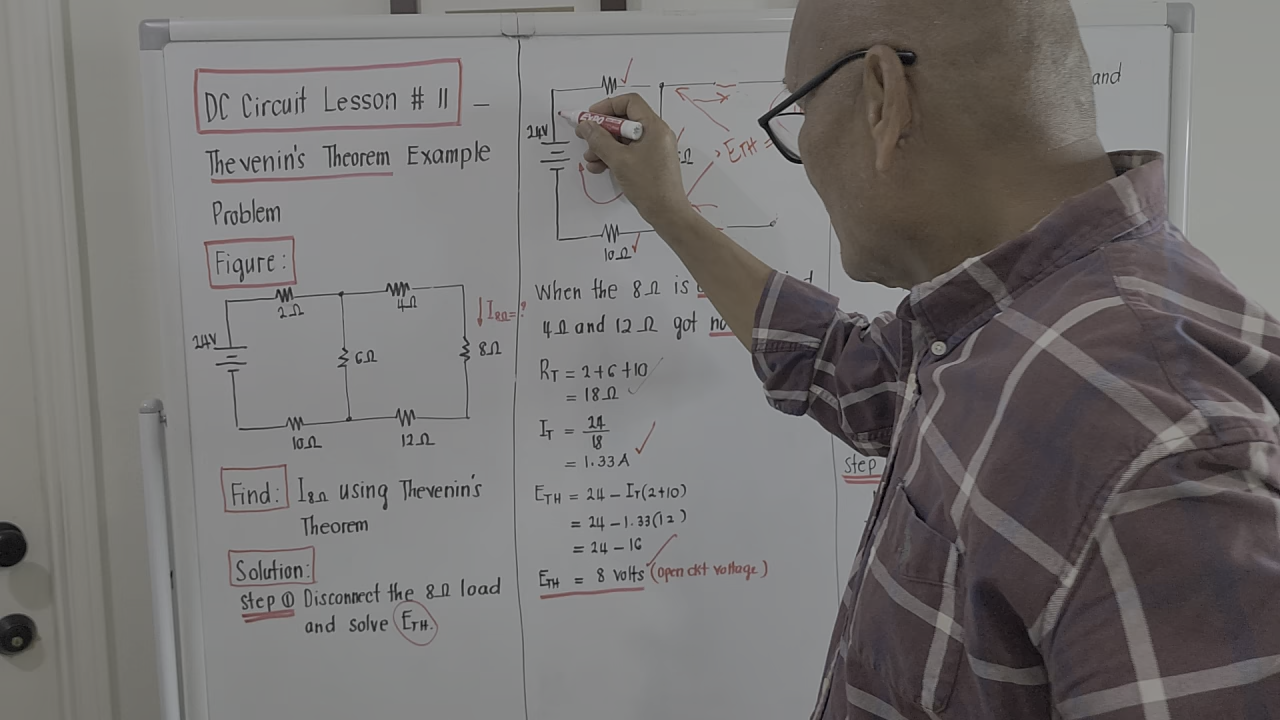 DC Circuit Lesson # 11 –
Thevenin's Theorem Example
Problem
Figure:
2Ω
4Ω
I8Ω=?
24V
6Ω
8Ω
10Ω
12Ω
Find: I8Ω using Thevenin's
Theorem
Solution:
Step ① Disconnect the 8Ω load
and solve ETH.
24V
ETH =
10Ω
When the 8Ω is
4Ω and 12Ω got
RT = 2+6+10
= 18Ω
IT = 24
18
= 1.33A
ETH = 24 – IT(2+10)
= 24 – 1.33(12)
= 24 – 16
ETH = 8 volts (open ckt voltage)
and
step